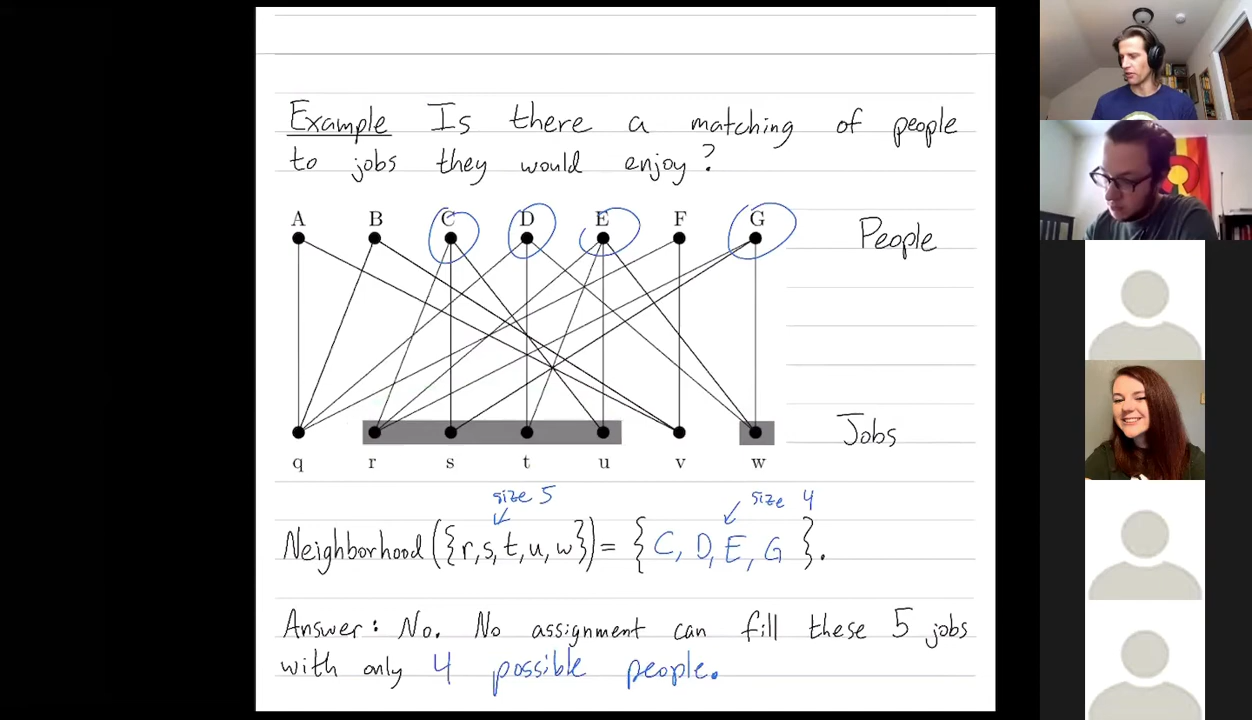 Example Is there a matching of people
to jobs they would enjoy?
A B C D E F G
People
Jobs
q r s t u v w
size 5 size 4
Neighborhood ({r,s,t,u,w}) = {C, D, E, G}.
Answer: No. No assignment can fill these 5 jobs
with only 4 possible people.